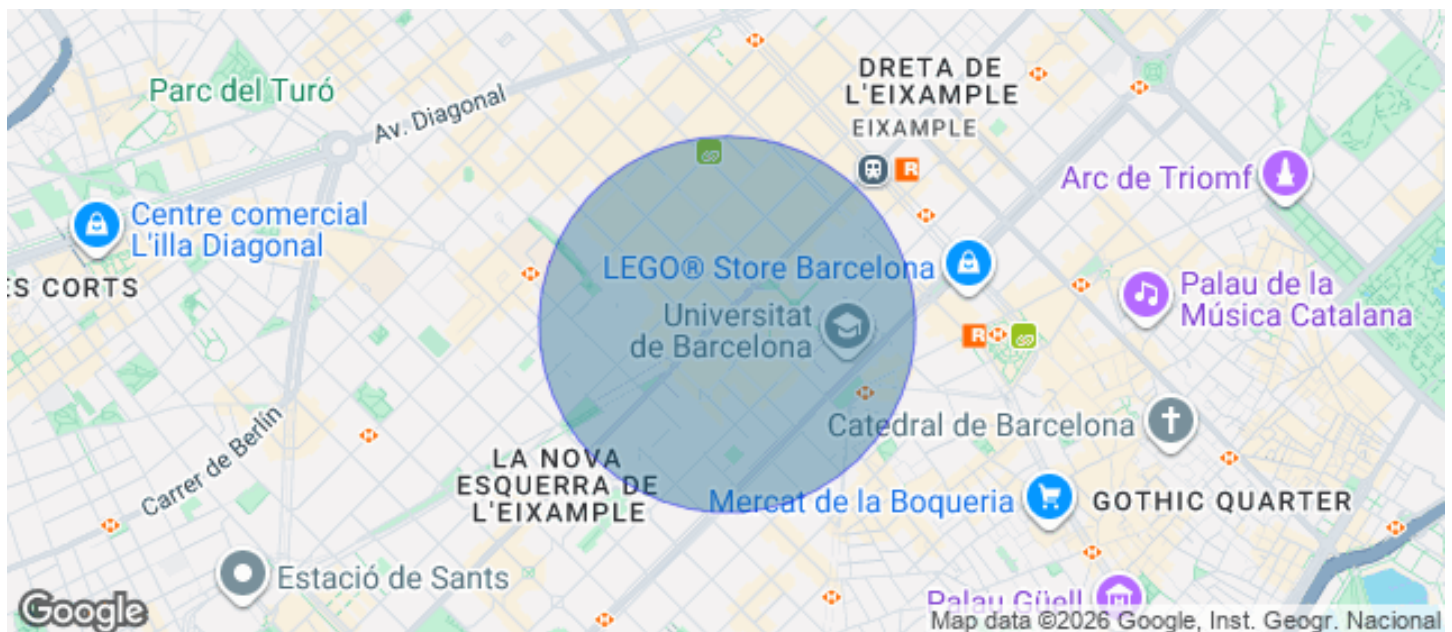 DRETA DE
L'EIXAMPLE
EIXAMPLE
Parc del Turó
Av. Diagonal
Arc de Triomf
Centre comercial
L'illa Diagonal
ES CORTS
LEGO® Store Barcelona
Palau de la
Música Catalana
Universitat
de Barcelona
R
R
Catedral de Barcelona
Carrer de Berlín
LA NOVA
ESQUERRA DE
L'EIXAMPLE
Mercat de la Boqueria
GOTHIC QUARTER
Estació de Sants
Palau Güell
Google
Map data ©2026 Google, Inst. Geogr. Nacional